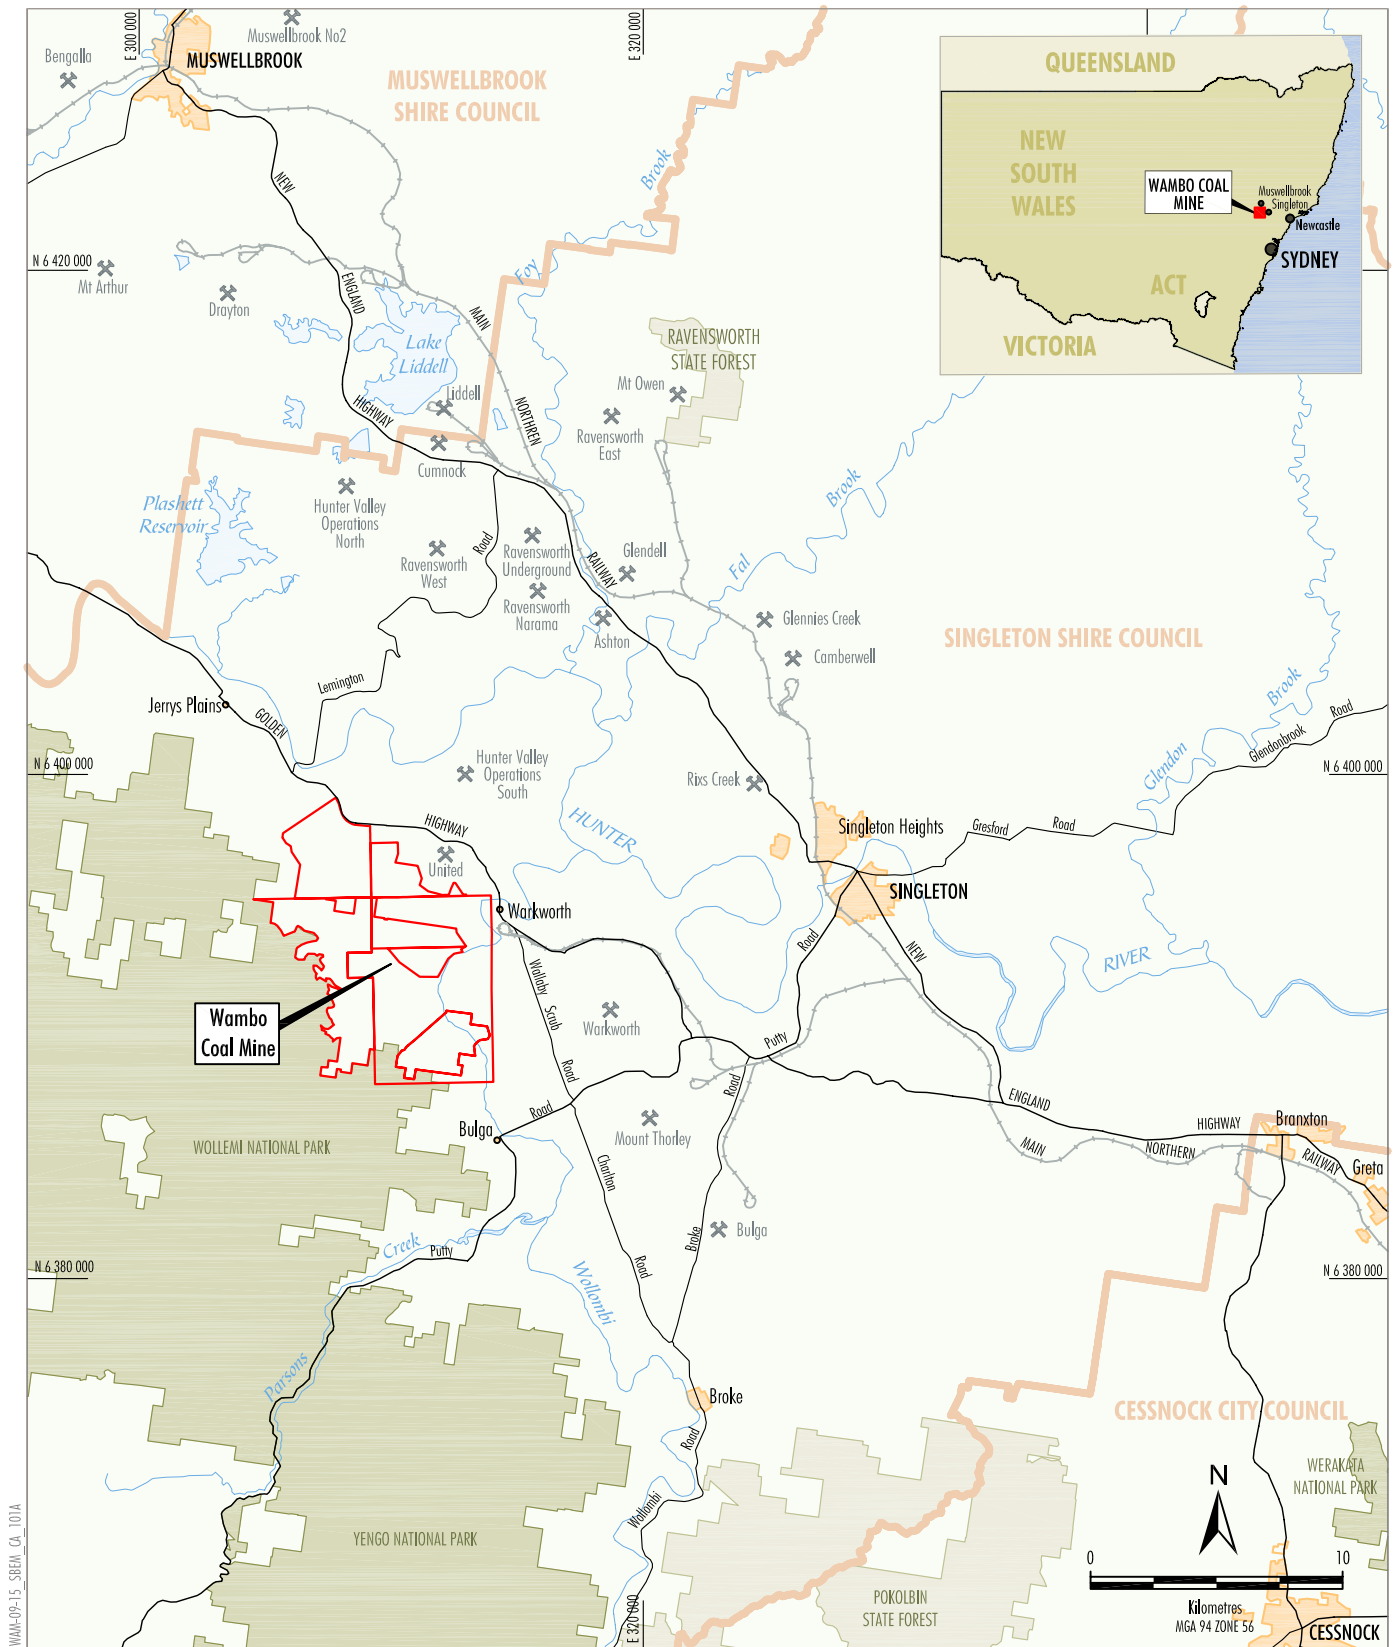 E 300 000
E 320 000
Muswellbrook No2
Bengalla
MUSWELLBROOK
MUSWELLBROOK
SHIRE COUNCIL
QUEENSLAND
NEW
SOUTH
WALES
WAMBO COAL
MINE
Muswellbrook
Singleton
Newcastle
SYDNEY
ACT
VICTORIA
NEW
Brook
Foy
N 6 420 000
Mt Arthur
Drayton
ENGLAND
MAIN
Lake
Liddell
RAVENSWORTH
STATE FOREST
Mt Owen
Liddell
HIGHWAY
NORTHREN
Ravensworth
East
Cumnock
Plashett
Reservoir
Hunter Valley
Operations
North
Brook
Road
Ravensworth
West
Ravensworth
Underground
Glendell
RAILWAY
Fal
Ravensworth
Narama
Ashton
Glennies Creek
SINGLETON SHIRE COUNCIL
Camberwell
Lemington
Brook
Jerrys Plains
GOLDEN
Road
Glendonbrook
Glendon
N 6 400 000
Hunter Valley
Operations
South
Rixs Creek
N 6 400 000
HIGHWAY
HUNTER
Singleton Heights
Gresford
Road
United
SINGLETON
Warkworth
Road
NEW
RIVER
Wallaby
Scrub
Road
Wambo
Coal Mine
Warkworth
Putty
Road
Road
ENGLAND
HIGHWAY
Branxton
Bulga
Mount Thorley
MAIN
NORTHERN
RAILWAY
Greta
WOLLEMI NATIONAL PARK
Charlton
Bulga
Broke
Creek
Putty
Road
N 6 380 000
N 6 380 000
Wollombi
Parsons
Broke
CESSNOCK CITY COUNCIL
Road
WERAKATA
NATIONAL PARK
N
Wollombi
YENGO NATIONAL PARK
0
10
Kilometres
MGA 94 ZONE 56
POKOLBIN
STATE FOREST
E 320 000
CESSNOCK
WAM-09-15_SBEM_CA_101A